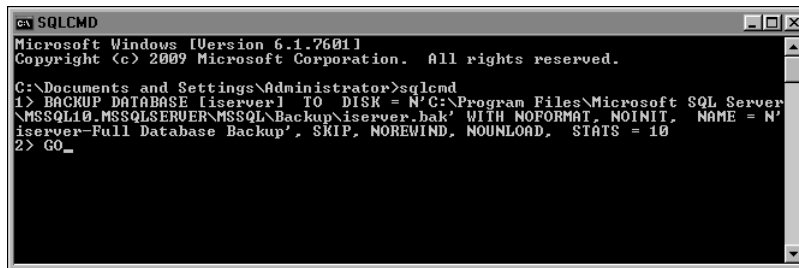 SQLCMD
Microsoft Windows [Version 6.1.7601]
Copyright (c) 2009 Microsoft Corporation.  All rights reserved.
C:\Documents and Settings\Administrator>sqlcmd
1> BACKUP DATABASE [iserver]  TO  DISK = N'C:\Program Files\Microsoft SQL Server
\MSSQL10.MSSQLSERVER\MSSQL\Backup\iserver.bak' WITH NOFORMAT, NOINIT,  NAME = N'
iserver-Full Database Backup', SKIP, NOREWIND, NOUNLOAD,  STATS = 10
2> GO_